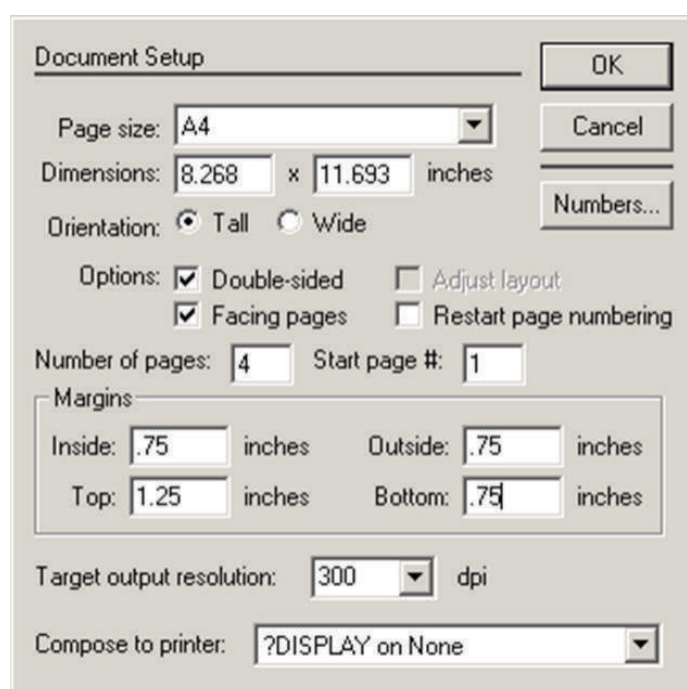 Document Setup
OK
Page size: A4
Cancel
Dimensions: 8.268 x 11.693 inches
Numbers...
Orientation: Tall Wide
Options: Double-sided Adjust layout
Facing pages Restart page numbering
Number of pages: 4 Start page #: 1
Margins
Inside: .75 inches Outside: .75 inches
Top: 1.25 inches Bottom: .75 inches
Target output resolution: 300 dpi
Compose to printer: ?DISPLAY on None